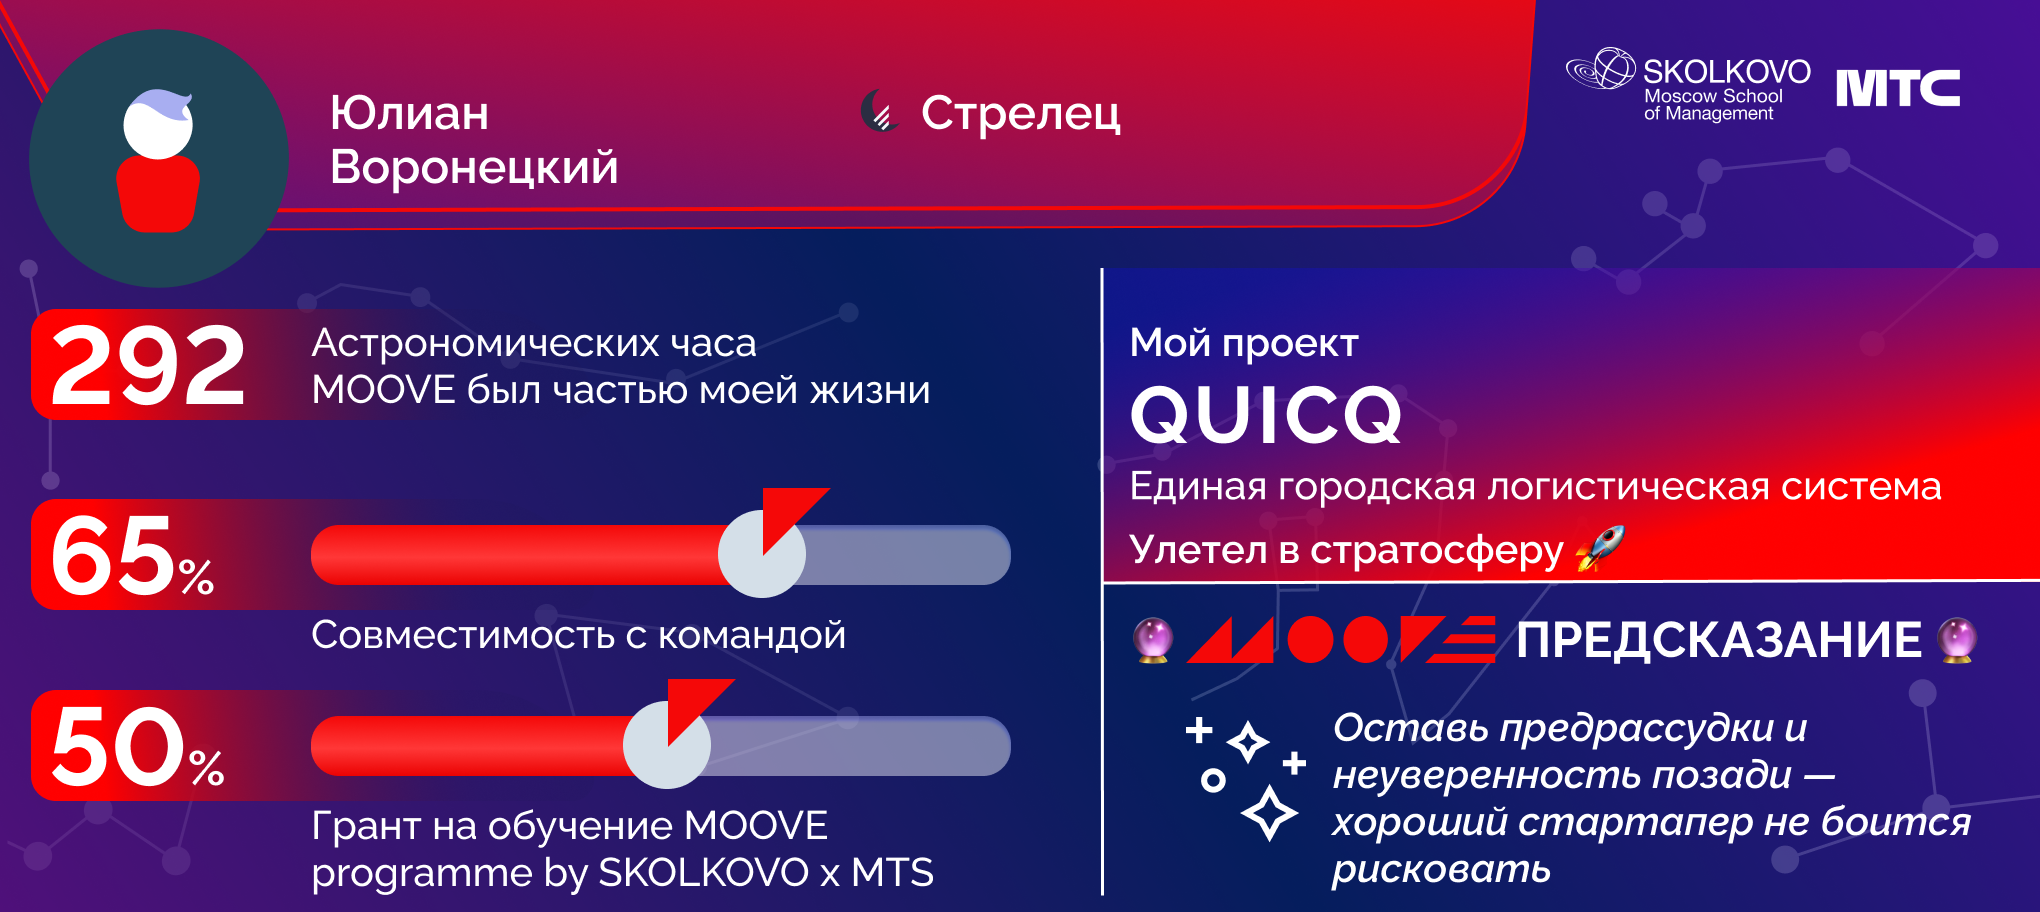 Юлиан
Воронецкий
Стрелец
SKOLKOVO
Moscow School
of Management
МТС
292
Астрономических часа
MOOVE был частью моей жизни
65%
Совместимость с командой
50%
Грант на обучение MOOVE
programme by SKOLKOVO x MTS
Мой проект
QUICQ
Единая городская логистическая система
Улетел в стратосферу 🚀
🔮 MOOVE ПРЕДСКАЗАНИЕ 🔮
Оставь предрассудки и
неуверенность позади —
хороший стартапер не боится
рисковать